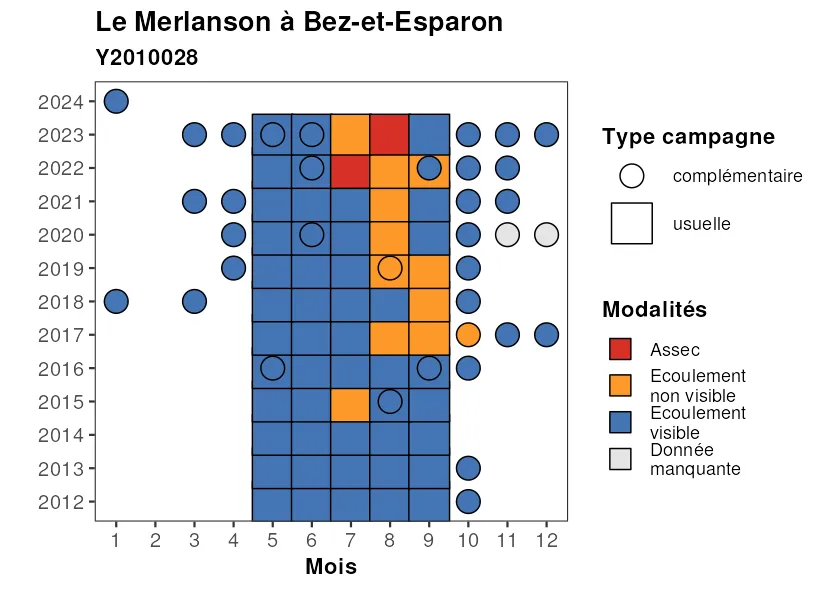 Le Merlanson à Bez-et-Esparon
Y2010028
2024
2023
2022
2021
2020
2019
2018
2017
2016
2015
2014
2013
2012
1 2 3 4 5 6 7 8 9 10 11 12
Mois
Type campagne
complémentaire
usuelle
Modalités
Assec
Ecoulement
non visible
Ecoulement
visible
Donnée
manquante